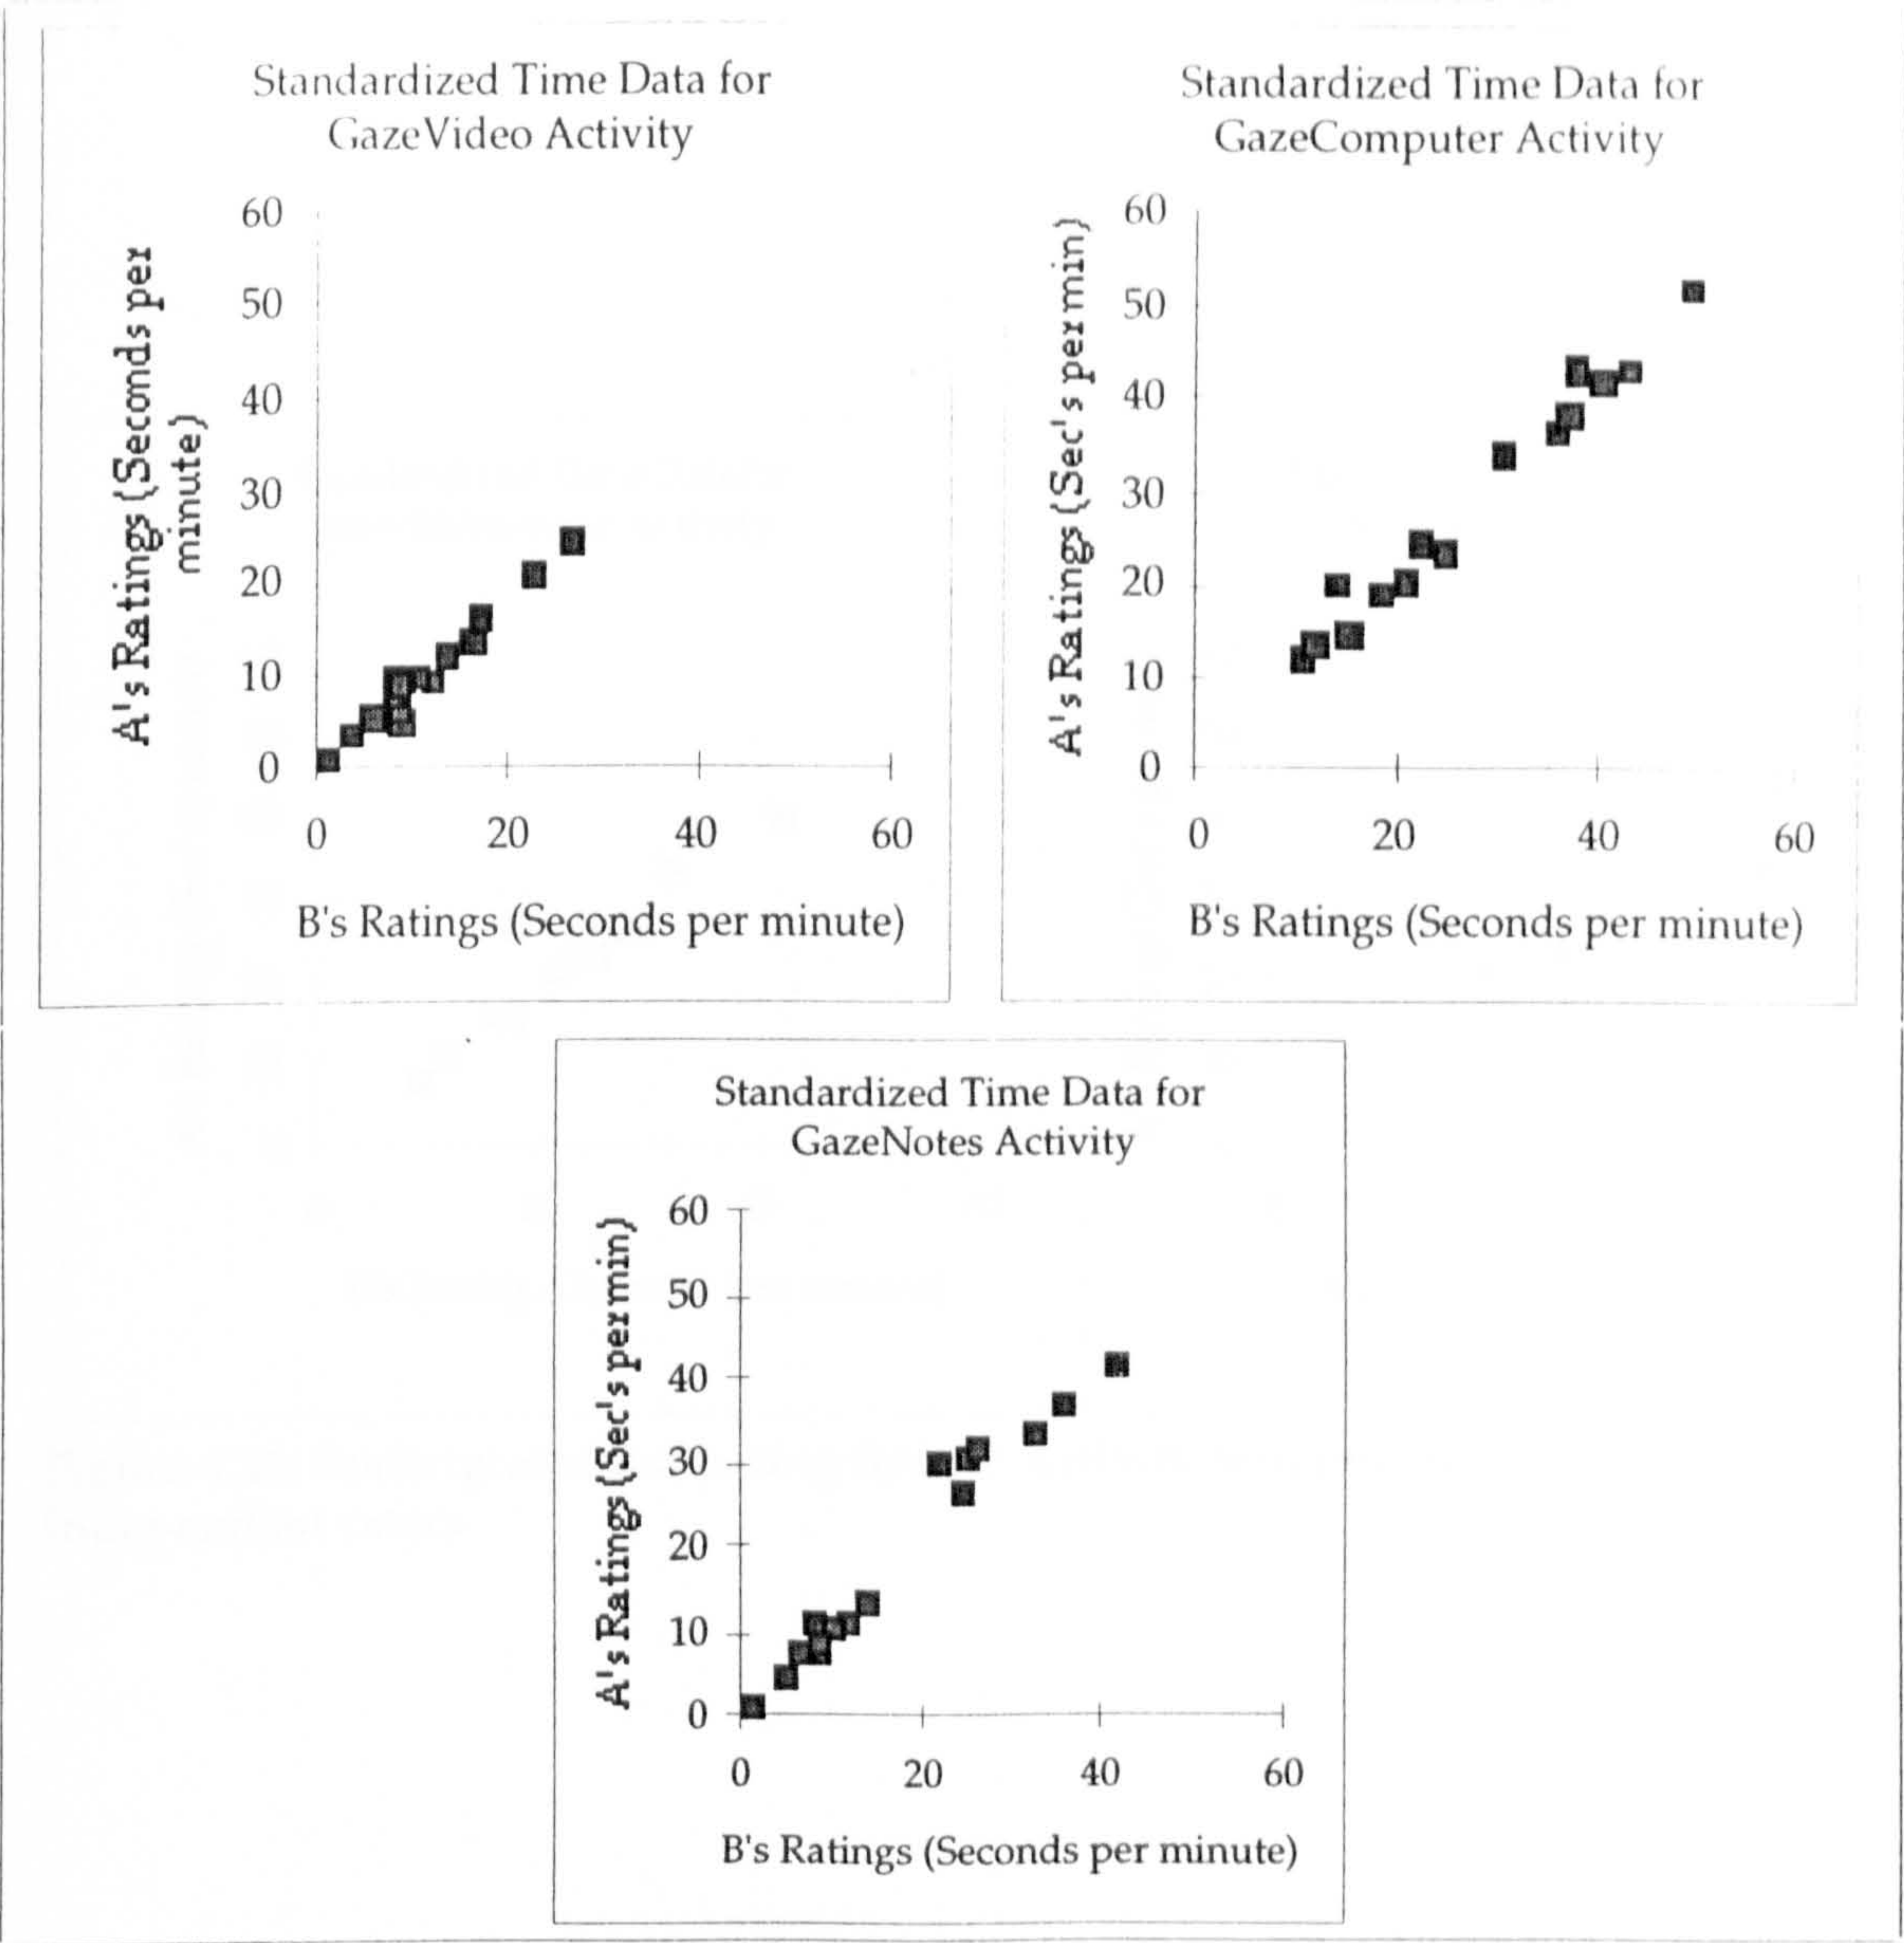 Standardized Time Data for
GazeVideo Activity
A's Ratings (Seconds per
minute)
60
50
40
30
20
10
0
0 20 40 60
B's Ratings (Seconds per minute)
Standardized Time Data for
GazeComputer Activity
A's Ratings (Sec's per min)
60
50
40
30
20
10
0
0 20 40 60
B's Ratings (Seconds per minute)
Standardized Time Data for
GazeNotes Activity
A's Ratings (Sec's per min)
60
50
40
30
20
10
0
0 20 40 60
B's Ratings (Seconds per minute)